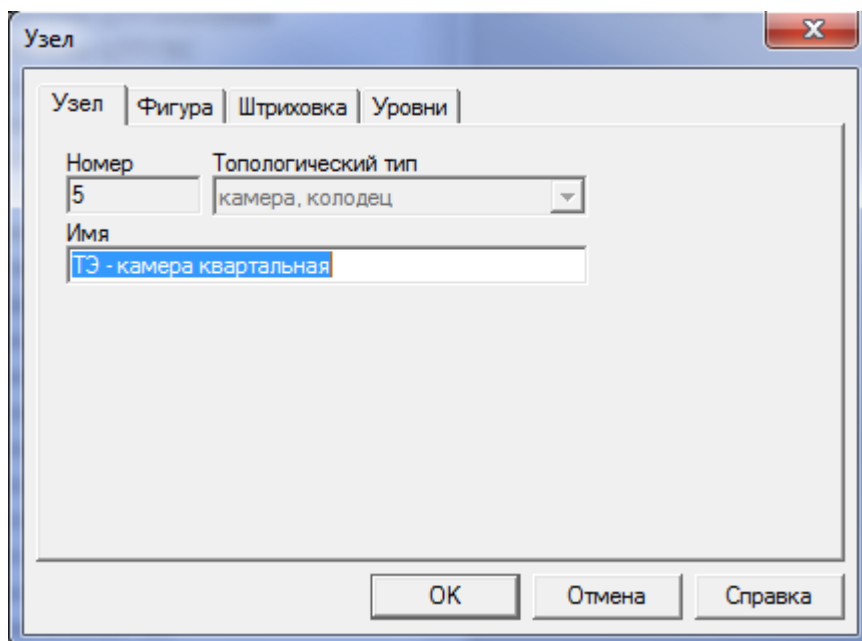 Узел
Узел Фигура Штриховка Уровни
Номер Топологический тип
5 камера, колодец
Имя
ТЭ - камера квартальная
OK Отмена Справка